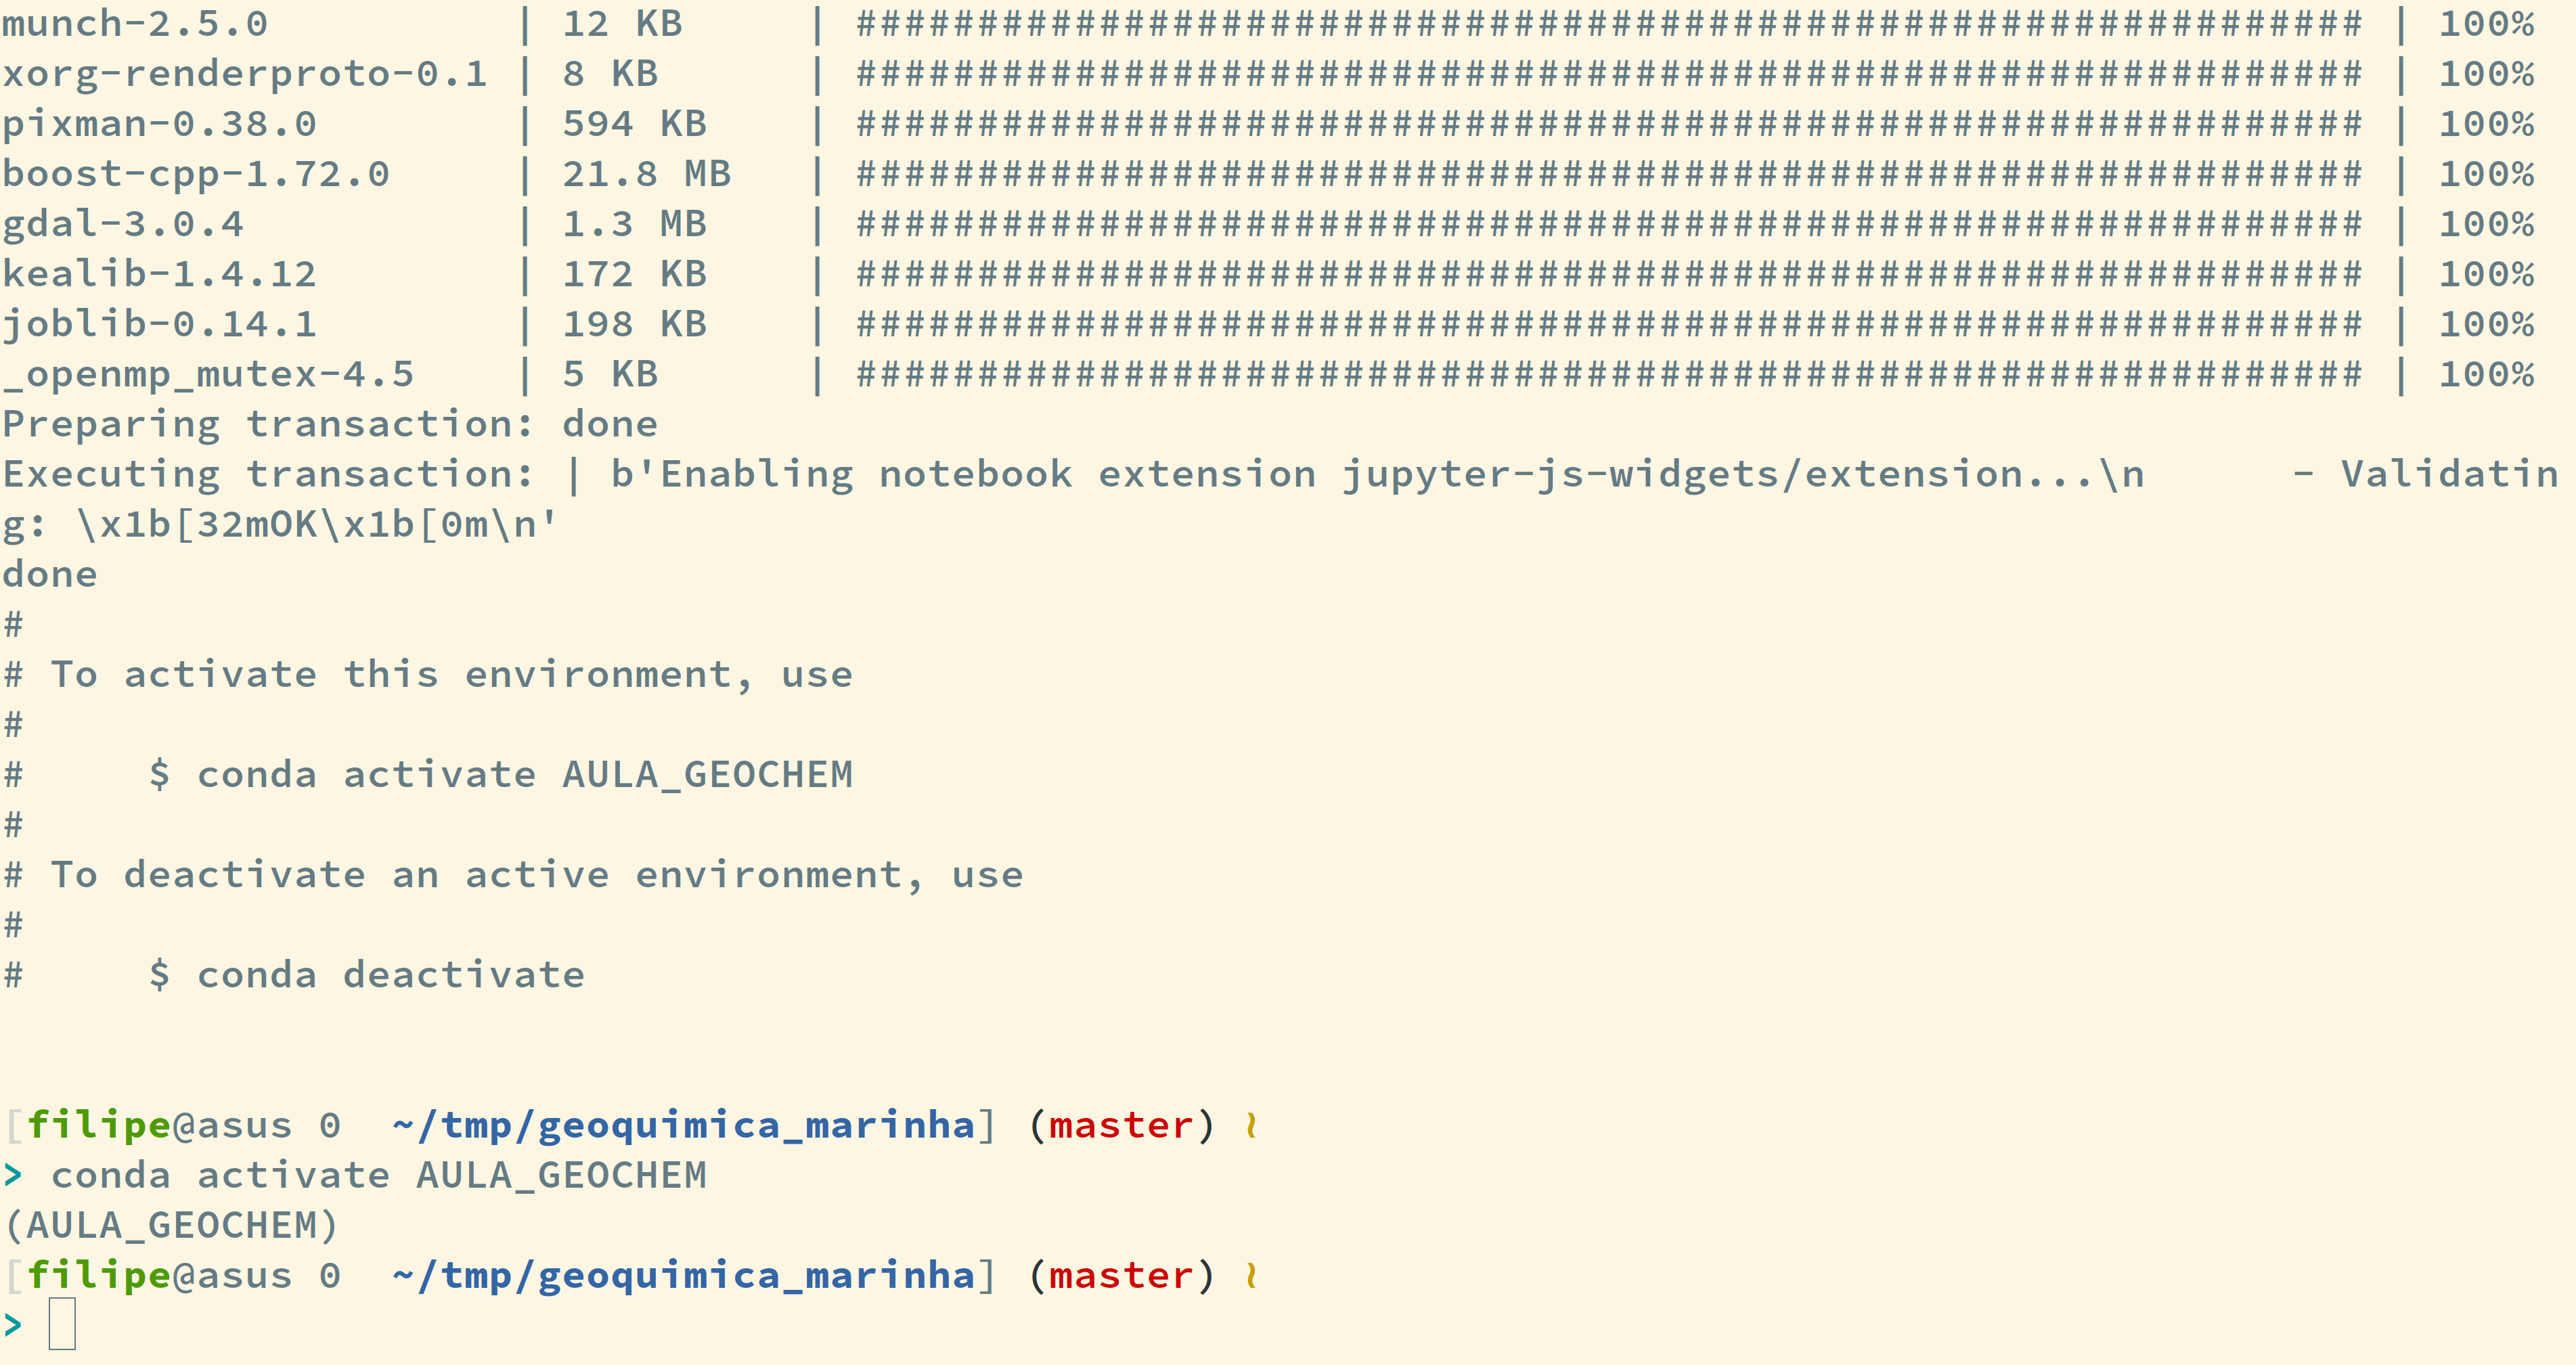 munch-2.5.0          | 12 KB     | ############################################################## | 100%
xorg-renderproto-0.1 | 8 KB      | ############################################################## | 100%
pixman-0.38.0        | 594 KB    | ############################################################## | 100%
boost-cpp-1.72.0     | 21.8 MB   | ############################################################## | 100%
gdal-3.0.4           | 1.3 MB    | ############################################################## | 100%
kealib-1.4.12        | 172 KB    | ############################################################## | 100%
joblib-0.14.1        | 198 KB    | ############################################################## | 100%
_openmp_mutex-4.5    | 5 KB      | ############################################################## | 100%
Preparing transaction: done
Executing transaction: | b'Enabling notebook extension jupyter-js-widgets/extension...\n      - Validatin
g: \x1b[32mOK\x1b[0m\n'
done
#
# To activate this environment, use
#
#     $ conda activate AULA_GEOCHEM
#
# To deactivate an active environment, use
#
#     $ conda deactivate
[filipe@asus 0  ~/tmp/geoquimica_marinha] (master) ≀
> conda activate AULA_GEOCHEM
(AULA_GEOCHEM)
[filipe@asus 0  ~/tmp/geoquimica_marinha] (master) ≀
>